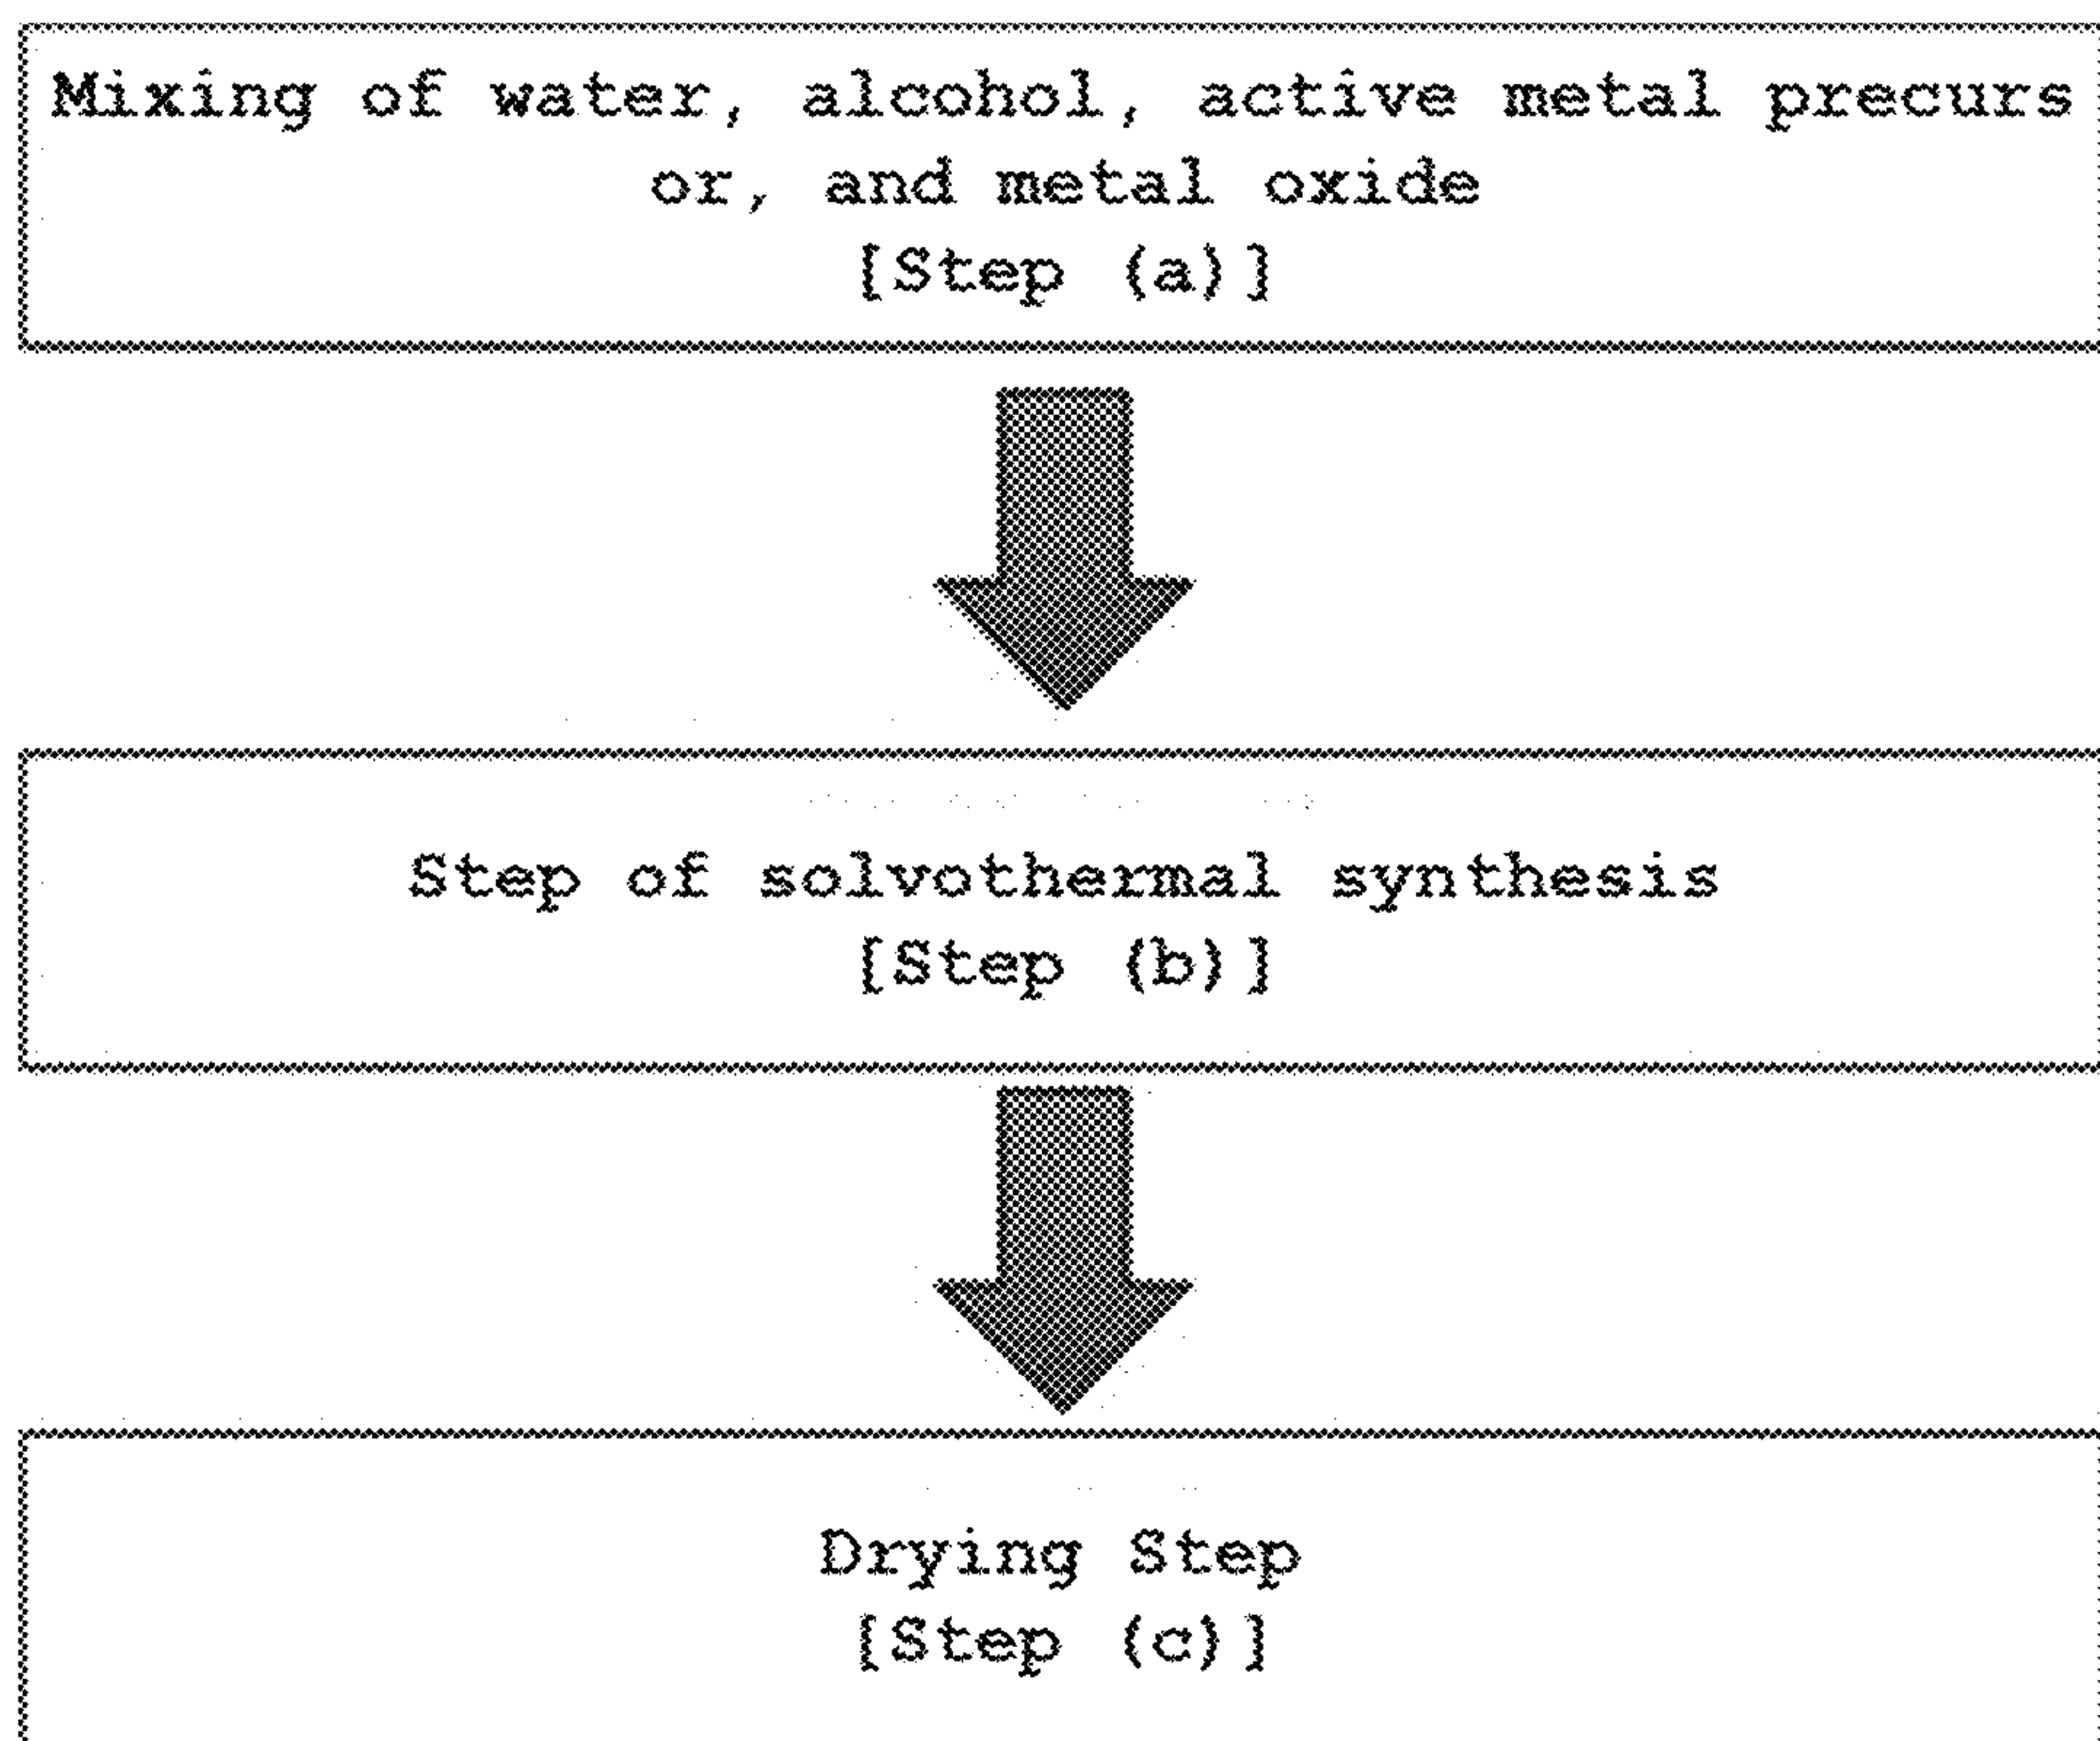 Mixing of water, alcohol, active metal precurs
or, and metal oxide
[Step (a)]
Step of solvothermal synthesis
[Step (b)]
Drying Step
[Step (c)]